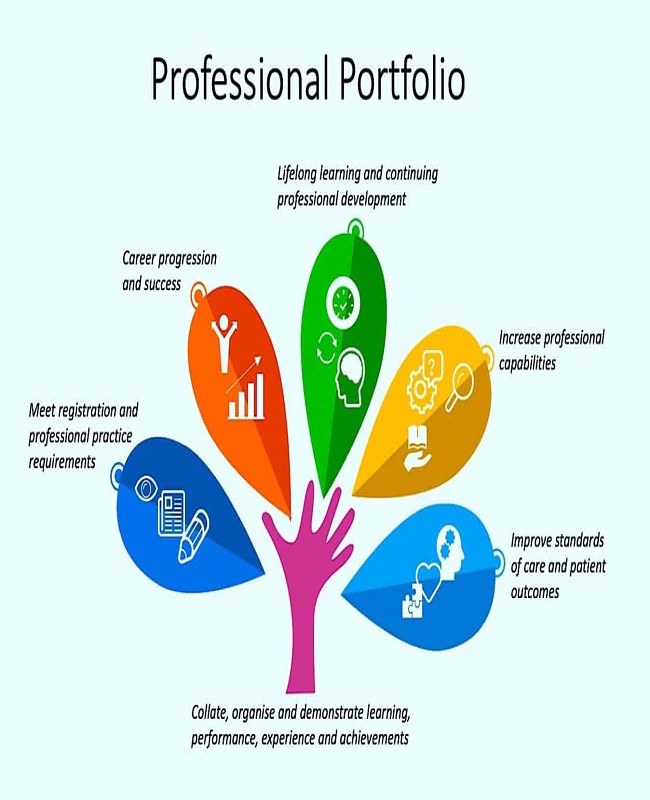 Professional Portfolio
Lifelong learning and continuing
professional development
Career progression
and success
Increase professional
capabilities
Meet registration and
professional practice
requirements
Improve standards
of care and patient
outcomes
Collate, organise and demonstrate learning,
performance, experience and achievements